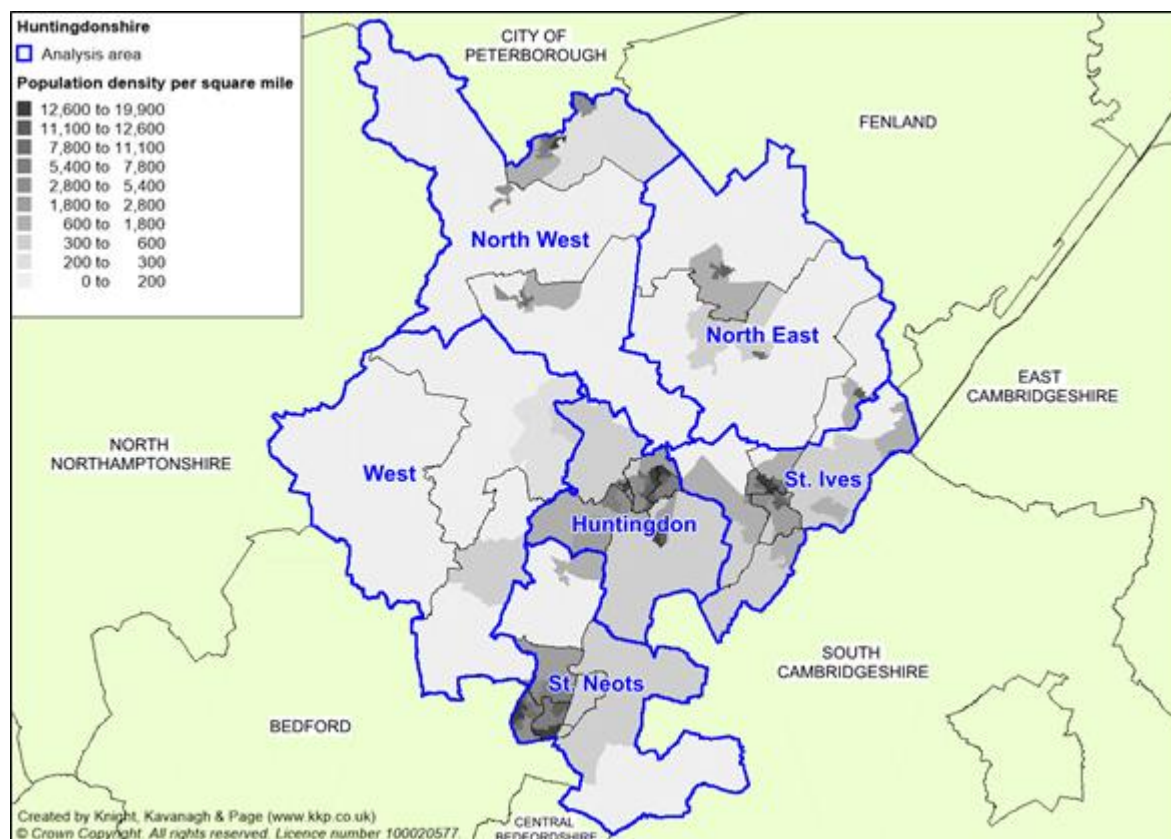 Huntingdonshire
Analysis area
Population density per square mile
12,600 to 19,900
11,100 to 12,600
7,800 to 11,100
5,400 to 7,800
2,800 to 5,400
1,800 to 2,800
600 to 1,800
300 to 600
200 to 300
0 to 200
CITY OF
PETERBOROUGH
FENLAND
North West
North East
EAST
CAMBRIDGESHIRE
NORTH
NORTHAMPTONSHIRE
West
St. Ives
Huntingdon
SOUTH
CAMBRIDGESHIRE
St. Neots
BEDFORD
CENTRAL
BEDFORDSHIRE
Created by Knight, Kavanagh & Page (www.kkp.co.uk)
© Crown Copyright. All rights reserved. Licence number 100020577.